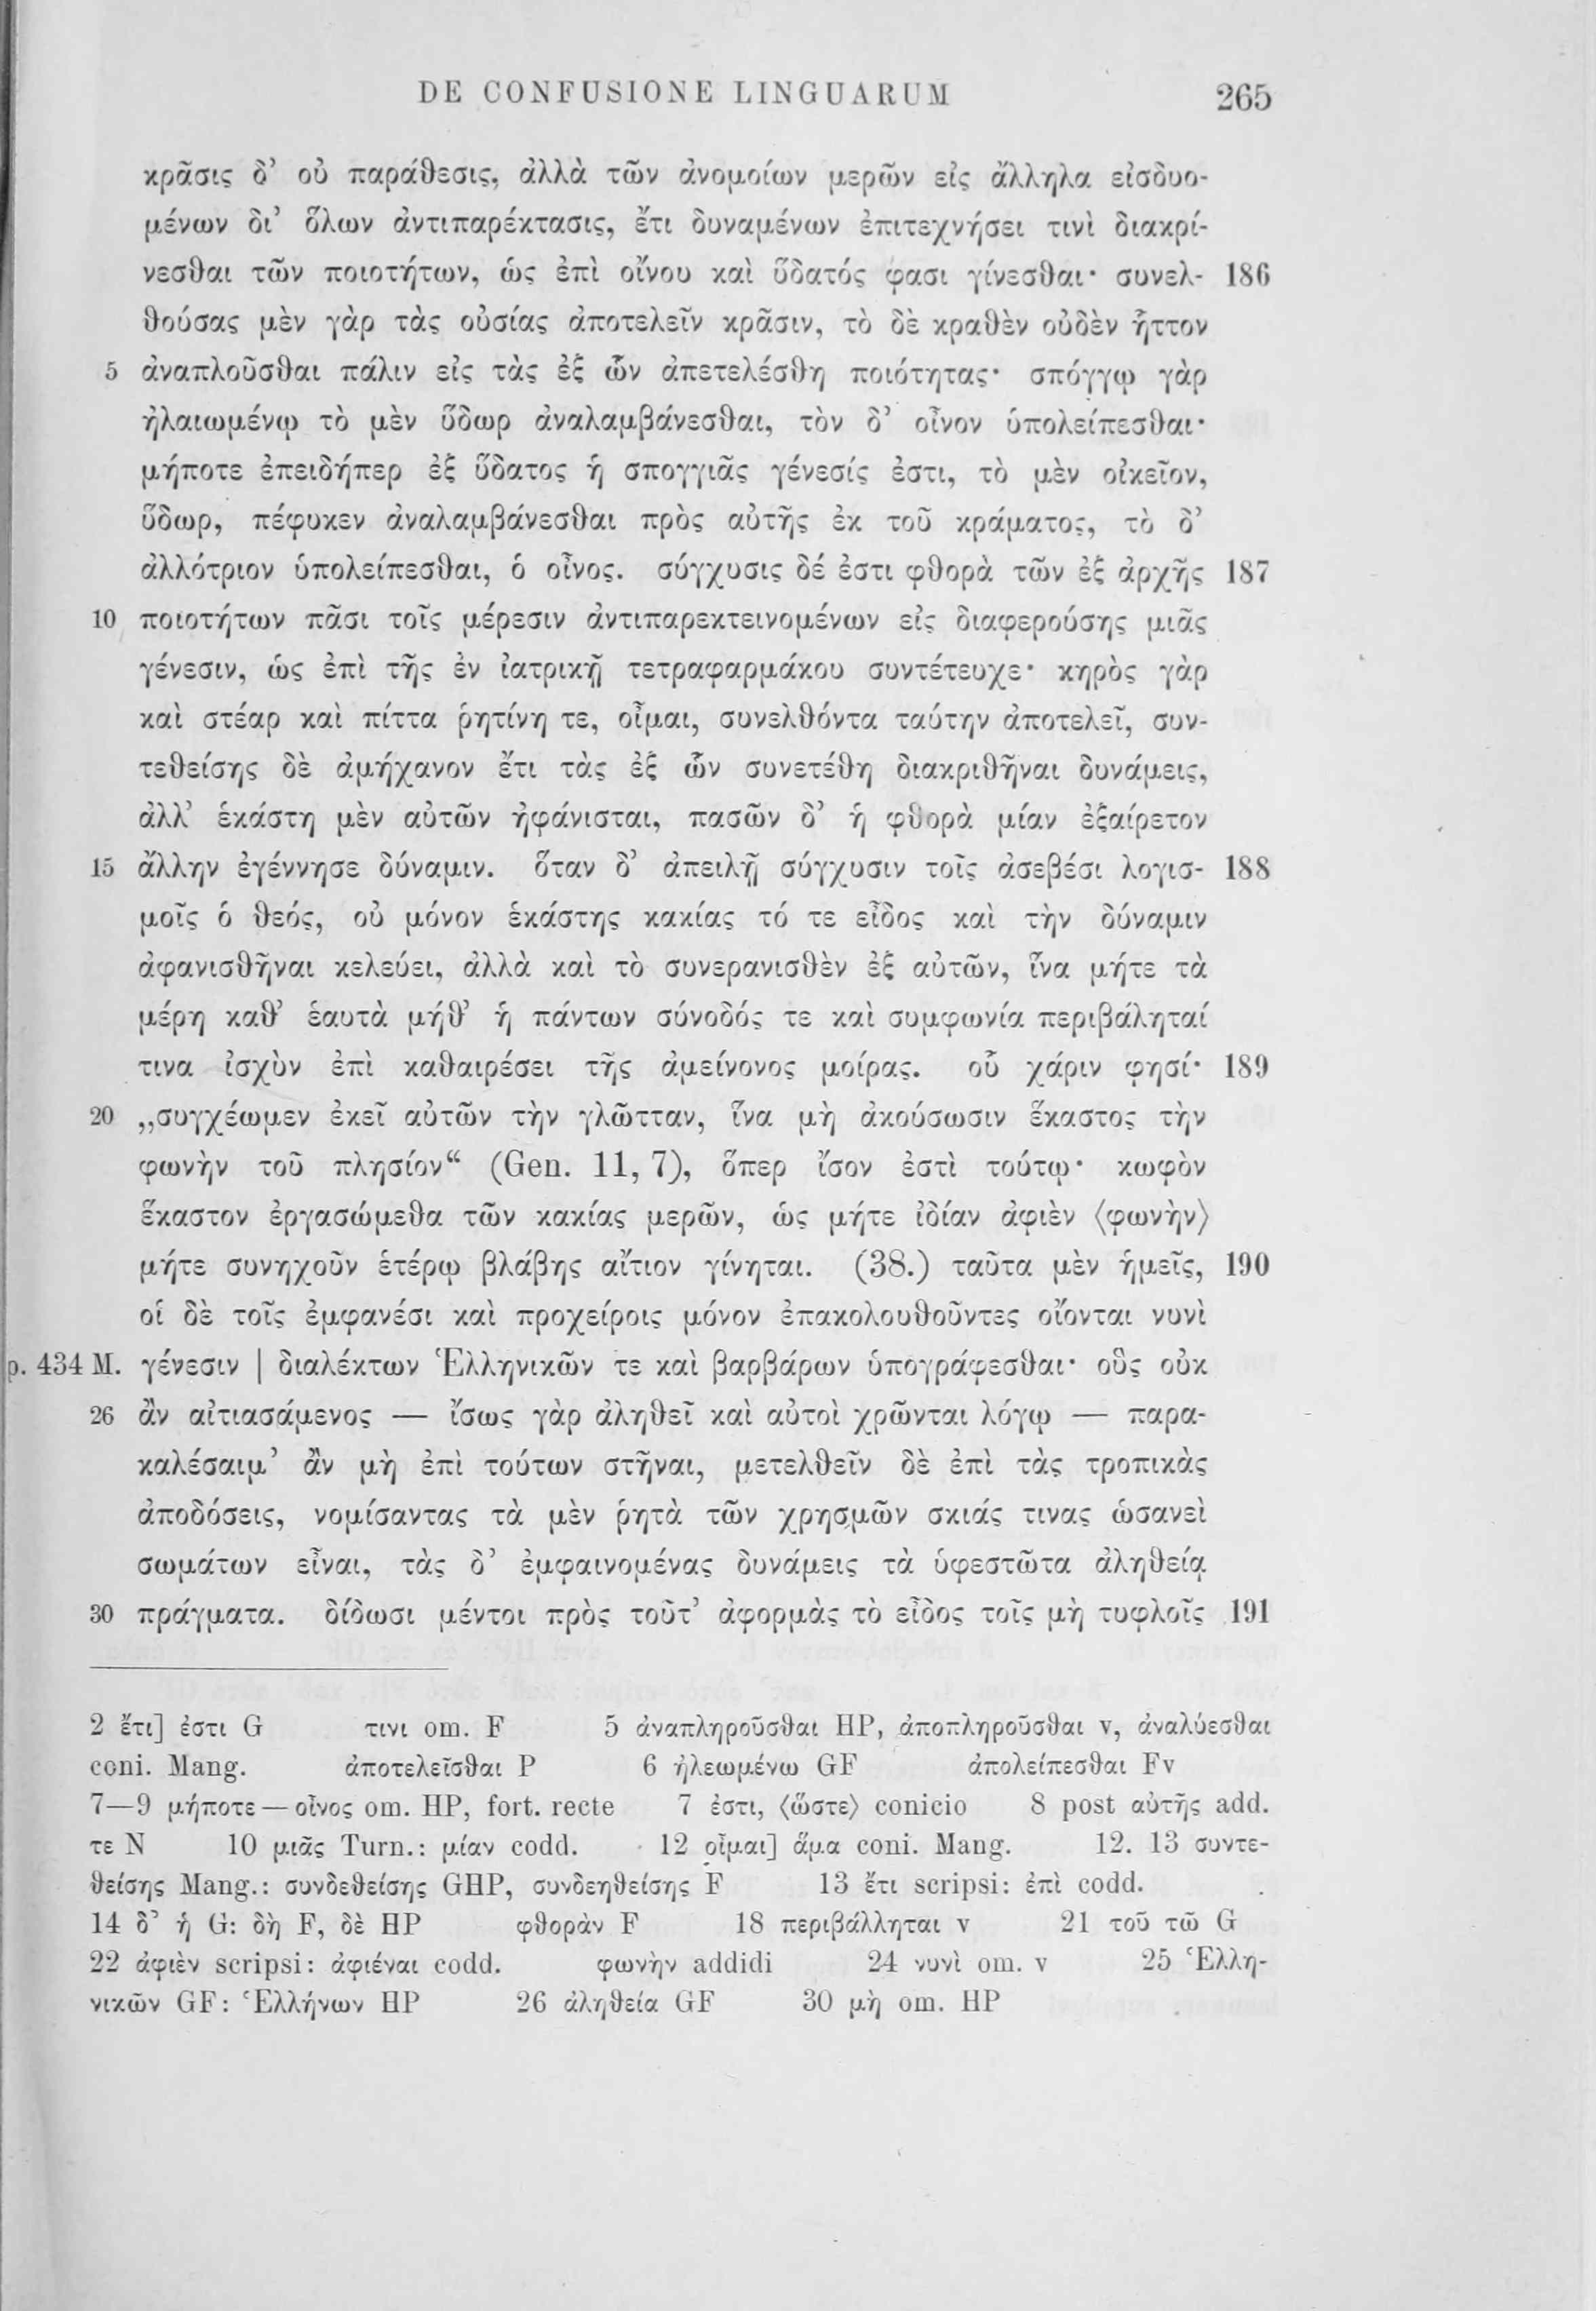 DE CONFUSIONE LINGUARUM 265
κρᾶσις δ’ οὐ παράθεσις, ἀλλὰ τῶν ἀνομοίων μερῶν εἰς ἄλληλα εἰσδυο-
μένων δι’ ὅλων ἀντιπαρέκτασις, ἔτι δυναμένων ἐπιτεχνήσει τινὶ διακρί-
νεσθαι τῶν ποιοτήτων, ὡς ἐπὶ οἴνου καὶ ὕδατός φασι γίνεσθαι· συνελ- 186
θούσας μὲν γὰρ τὰς οὐσίας ἀποτελεῖν κρᾶσιν, τὸ δὲ κραθὲν οὐδὲν ἧττον
5 ἀναπλοῦσθαι πάλιν εἰς τὰς ἐξ ὧν ἀπετελέσθη ποιότητας· σπόγγῳ γὰρ
ἠλαιωμένῳ τὸ μὲν ὕδωρ ἀναλαμβάνεσθαι, τὸν δ’ οἶνον ὑπολείπεσθαι·
μήποτε ἐπειδήπερ ἐξ ὕδατος ἡ σπογγιᾶς γένεσίς ἐστι, τὸ μὲν οἰκεῖον,
ὕδωρ, πέφυκεν ἀναλαμβάνεσθαι πρὸς αὐτῆς ἐκ τοῦ κράματος, τὸ δ’
ἀλλότριον ὑπολείπεσθαι, ὁ οἶνος. σύγχυσις δέ ἐστι φθορὰ τῶν ἐξ ἀρχῆς 187
10 ποιοτήτων πᾶσι τοῖς μέρεσιν ἀντιπαρεκτεινομένων εἰς διαφερούσης μιᾶς
γένεσιν, ὡς ἐπὶ τῆς ἐν ἰατρικῇ τετραφαρμάκου συντέτευχε· κηρὸς γὰρ
καὶ στέαρ καὶ πίττα ῥητίνη τε, οἶμαι, συνελθόντα ταύτην ἀποτελεῖ, συν-
τεθείσης δὲ ἀμήχανον ἔτι τὰς ἐξ ὧν συνετέθη διακριθῆναι δυνάμεις,
ἀλλ’ ἑκάστη μὲν αὐτῶν ἠφάνισται, πασῶν δ’ ἡ φθορὰ μίαν ἐξαίρετον
15 ἄλλην ἐγέννησε δύναμιν. ὅταν δ’ ἀπειλῇ σύγχυσιν τοῖς ἀσεβέσι λογισ- 188
μοῖς ὁ θεός, οὐ μόνον ἑκάστης κακίας τό τε εἶδος καὶ τὴν δύναμιν
ἀφανισθῆναι κελεύει, ἀλλὰ καὶ τὸ συνερανισθὲν ἐξ αὐτῶν, ἵνα μήτε τὰ
μέρη καθ’ ἑαυτὰ μήθ’ ἡ πάντων σύνοδός τε καὶ συμφωνία περιβάληταί
τινα ἰσχὺν ἐπὶ καθαιρέσει τῆς ἀμείνονος μοίρας. οὗ χάριν φησί· 189
20 „συγχέωμεν ἐκεῖ αὐτῶν τὴν γλῶτταν, ἵνα μὴ ἀκούσωσιν ἕκαστος τὴν
φωνὴν τοῦ πλησίον“ (Gen. 11, 7), ὅπερ ἴσον ἐστὶ τούτῳ· κωφὸν
ἕκαστον ἐργασώμεθα τῶν κακίας μερῶν, ὡς μήτε ἰδίαν ἀφιὲν ⟨φωνὴν⟩
μήτε συνηχοῦν ἑτέρῳ βλάβης αἴτιον γίνηται. (38.) ταῦτα μὲν ἡμεῖς, 190
οἱ δὲ τοῖς ἐμφανέσι καὶ προχείροις μόνον ἐπακολουθοῦντες οἴονται νυνὶ
p. 434 M. γένεσιν | διαλέκτων Ἑλληνικῶν τε καὶ βαρβάρων ὑπογράφεσθαι· οὓς οὐκ
26 ἂν αἰτιασάμενος — ἴσως γὰρ ἀληθεῖ καὶ αὐτοὶ χρῶνται λόγῳ — παρα-
καλέσαιμ’ ἂν μὴ ἐπὶ τούτων στῆναι, μετελθεῖν δὲ ἐπὶ τὰς τροπικὰς
ἀποδόσεις, νομίσαντας τὰ μὲν ῥητὰ τῶν χρησμῶν σκιάς τινας ὡσανεὶ
σωμάτων εἶναι, τὰς δ’ ἐμφαινομένας δυνάμεις τὰ ὑφεστῶτα ἀληθείᾳ
30 πράγματα. δίδωσι μέντοι πρὸς τοῦτ’ ἀφορμὰς τὸ εἶδος τοῖς μὴ τυφλοῖς 191
2 ἔτι] ἐστι G τινι om. F 5 ἀναπληροῦσθαι HP, ἀποπληροῦσθαι v, ἀναλύεσθαι
coni. Mang. ἀποτελεῖσθαι P 6 ἠλεωμένω GF ἀπολείπεσθαι Fv
7—9 μήποτε — οἶνος om. HP, fort. recte 7 ἐστι, ⟨ὥστε⟩ conicio 8 post αὐτῆς add.
τε N 10 μιᾶς Turn.: μίαν codd. 12 οἶμαι] ἅμα coni. Mang. 12. 13 συντε-
θείσης Mang.: συνδεθείσης GHP, συνδεηθείσης F 13 ἔτι scripsi: ἐπὶ codd.
14 δ’ ἡ G: δὴ F, δὲ HP φθορὰν F 18 περιβάλληται v 21 τοῦ τῶ G
22 ἀφιὲν scripsi: ἀφιέναι codd. φωνὴν addidi 24 νυνὶ om. v 25 Ἑλλη-
νικῶν GF: Ἑλλήνων HP 26 ἀληθεία GF 30 μὴ om. HP